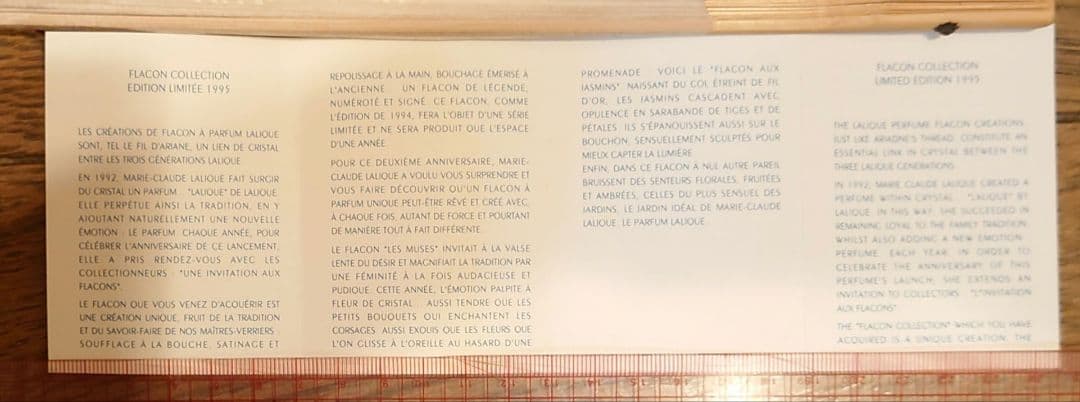 FLACON COLLECTION
EDITION LIMITÉE 1995
LES CRÉATIONS DE FLACON À PARFUM LALIQUE
SONT, TEL LE FIL D'ARIANE, UN LIEN DE CRISTAL
ENTRE LES TROIS GÉNÉRATIONS LALIQUE
EN 1992, MARIE-CLAUDE LALIQUE FAIT SURGIR
DU CRISTAL UN PARFUM : "LALIQUE" DE LALIQUE.
ELLE PERPÉTUE AINSI LA TRADITION, EN Y
AJOUTANT NATURELLEMENT UNE NOUVELLE
ÉMOTION : LE PARFUM. CHAQUE ANNÉE, POUR
CÉLÉBRER L'ANNIVERSAIRE DE CE LANCEMENT,
ELLE A PRIS RENDEZ-VOUS AVEC LES
COLLECTIONNEURS : "UNE INVITATION AUX
FLACONS".
LE FLACON QUE VOUS VENEZ D'ACQUÉRIR EST
UNE CRÉATION UNIQUE, FRUIT DE LA TRADITION
ET DU SAVOIR-FAIRE DE NOS MAÎTRES-VERRIERS :
SOUFFLAGE À LA BOUCHE, SATINAGE ET
REPOLISSAGE À LA MAIN, BOUCHAGE ÉMERISÉ À
L'ANCIENNE... UN FLACON DE LÉGENDE,
NUMÉROTÉ ET SIGNÉ. CE FLACON, COMME
L'ÉDITION DE 1994, FERA L'OBJET D'UNE SÉRIE
LIMITÉE ET NE SERA PRODUIT QUE L'ESPACE
D'UNE ANNÉE.
POUR CE DEUXIÈME ANNIVERSAIRE, MARIE-
CLAUDE LALIQUE A VOULU VOUS SURPRENDRE ET
VOUS FAIRE DÉCOUVRIR QU'UN FLACON À
PARFUM UNIQUE PEUT-ÊTRE RÊVÉ ET CRÉÉ AVEC,
À CHAQUE FOIS, AUTANT DE FORCE ET POURTANT
DE MANIÈRE TOUT À FAIT DIFFÉRENTE.
LE FLACON "LES MUSES" INVITAIT À LA VALSE
LENTE DU DÉSIR ET MAGNIFIAIT LA TRADITION PAR
UNE FÉMINITÉ À LA FOIS AUDACIEUSE ET
PUDIQUE. CETTE ANNÉE, L'ÉMOTION PALPITE À
FLEUR DE CRISTAL... AUSSI TENDRE QUE LES
PETITS BOUQUETS QUI ENCHANTENT LES
CORSAGES. AUSSI EXQUIS QUE LES FLEURS QUE
L'ON GLISSE À L'OREILLE AU HASARD D'UNE
PROMENADE... VOICI LE "FLACON AUX
JASMINS". NAISSANT DU COL ÉTREINT DE FIL
D'OR, LES JASMINS CASCADENT AVEC
OPULENCE EN SARABANDE DE TIGES ET DE
PÉTALES. ILS S'ÉPANOUISSENT AUSSI SUR LE
BOUCHON, SENSUELLEMENT SCULPTÉS POUR
MIEUX CAPTER LA LUMIÈRE.
ENFIN, DANS CE FLACON À NUL AUTRE PAREIL
BRUISSENT DES SENTEURS FLORALES, FRUITÉES
ET AMBRÉES, CELLES DU PLUS SENSUEL DES
JARDINS, LE JARDIN IDÉAL DE MARIE-CLAUDE
LALIQUE, LE PARFUM LALIQUE.
FLACON COLLECTION
LIMITED EDITION 1995
THE LALIQUE PERFUME FLACON CREATIONS
JUST LIKE ARIADNE'S THREAD, CONSTITUTE AN
ESSENTIAL LINK IN CRYSTAL BETWEEN THE
THREE LALIQUE GENERATIONS.
IN 1992, MARIE CLAUDE LALIQUE CREATED A
PERFUME WITHIN CRYSTAL : "LALIQUE" BY
LALIQUE. IN THIS WAY, SHE SUCCEEDED IN
REMAINING LOYAL TO THE FAMILY TRADITION,
WHILST ALSO ADDING A NEW EMOTION :
PERFUME. EACH YEAR, IN ORDER TO
CELEBRATE THE ANNIVERSARY OF THIS
PERFUME'S LAUNCH, SHE EXTENDS AN
INVITATION TO COLLECTORS : "L'INVITATION
AUX FLACONS".
THE "FLACON COLLECTION" WHICH YOU HAVE
ACQUIRED IS A UNIQUE CREATION, THE